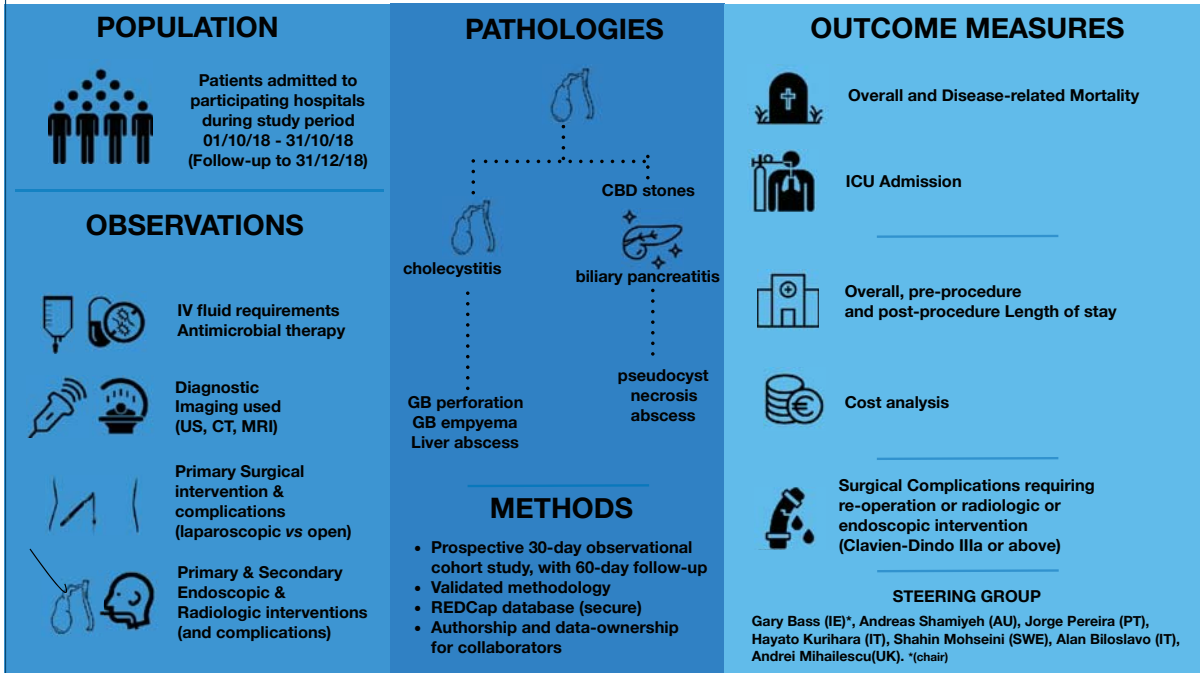 POPULATION
Patients admitted to
participating hospitals
during study period
01/10/18 - 31/10/18
(Follow-up to 31/12/18)
OBSERVATIONS
IV fluid requirements
Antimicrobial therapy
Diagnostic
Imaging used
(US, CT, MRI)
Primary Surgical
intervention &
complications
(laparoscopic vs open)
Primary & Secondary
Endoscopic &
Radiologic interventions
(and complications)
PATHOLOGIES
CBD stones
cholecystitis
biliary pancreatitis
GB perforation
GB empyema
Liver abscess
pseudocyst
necrosis
abscess
METHODS
• Prospective 30-day observational
cohort study, with 60-day follow-up
• Validated methodology
• REDCap database (secure)
• Authorship and data-ownership
for collaborators
OUTCOME MEASURES
Overall and Disease-related Mortality
ICU Admission
Overall, pre-procedure
and post-procedure Length of stay
Cost analysis
Surgical Complications requiring
re-operation or radiologic or
endoscopic intervention
(Clavien-Dindo IIIa or above)
STEERING GROUP
Gary Bass (IE)*, Andreas Shamiyeh (AU), Jorge Pereira (PT),
Hayato Kurihara (IT), Shahin Mohseini (SWE), Alan Biloslavo (IT),
Andrei Mihailescu(UK). *(chair)